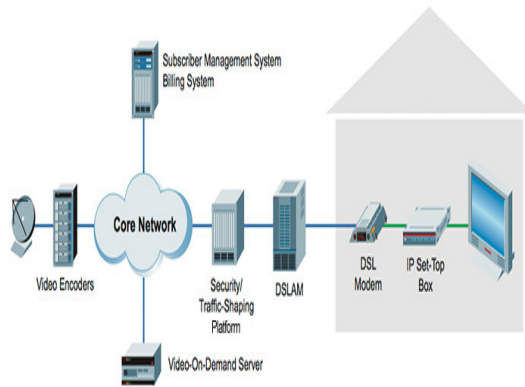 Subscriber Management System
Billing System
Core Network
Video Encoders
Security/
Traffic-Shaping
Platform
DSLAM
DSL
Modem
IP Set-Top
Box
Video-On-Demand Server